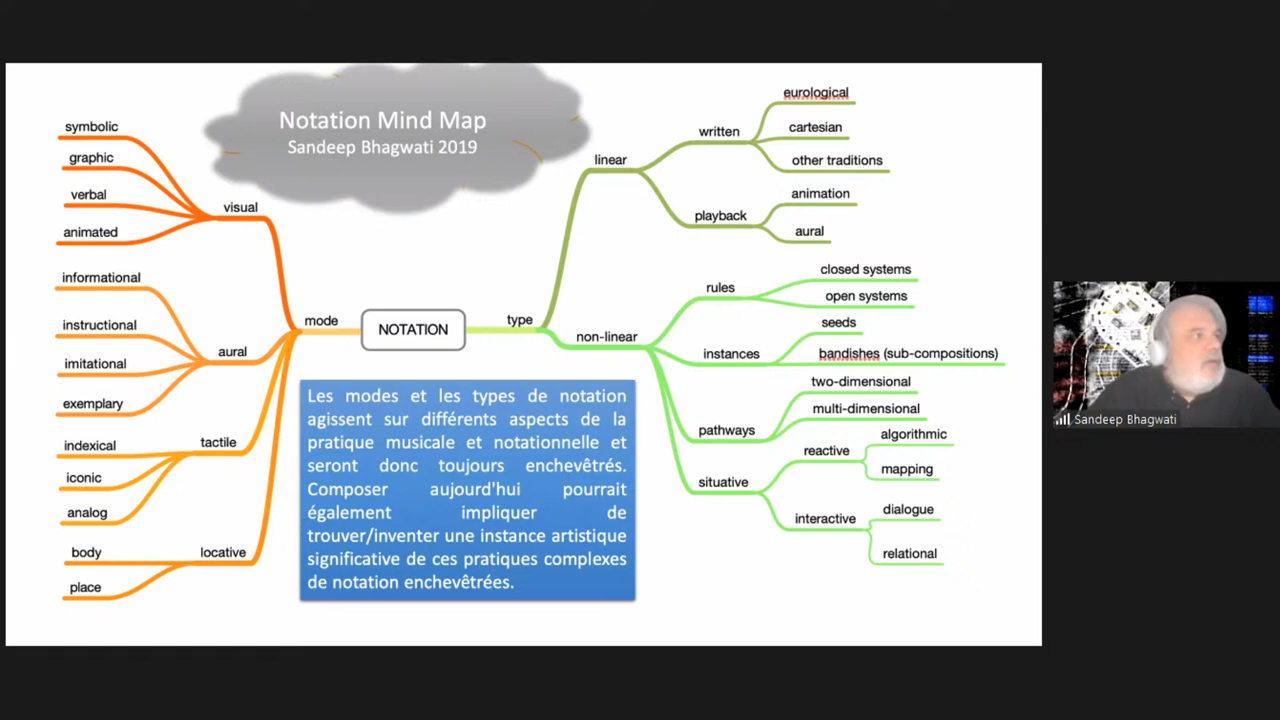 Notation Mind Map
Sandeep Bhagwati 2019
symbolic
graphic
verbal
animated
visual
informational
instructional
imitational
exemplary
aural
indexical
iconic
analog
tactile
body
place
locative
mode
NOTATION
type
linear
written
eurological
cartesian
other traditions
playback
animation
aural
non-linear
rules
closed systems
open systems
instances
seeds
bandishes (sub-compositions)
pathways
two-dimensional
multi-dimensional
situative
reactive
algorithmic
mapping
interactive
dialogue
relational
Les modes et les types de notation
agissent sur différents aspects de la
pratique musicale et notationnelle et
seront donc toujours enchevêtrés.
Composer aujourd'hui pourrait
également impliquer de
trouver/inventer une instance artistique
significative de ces pratiques complexes
de notation enchevêtrées.
Sandeep Bhagwati